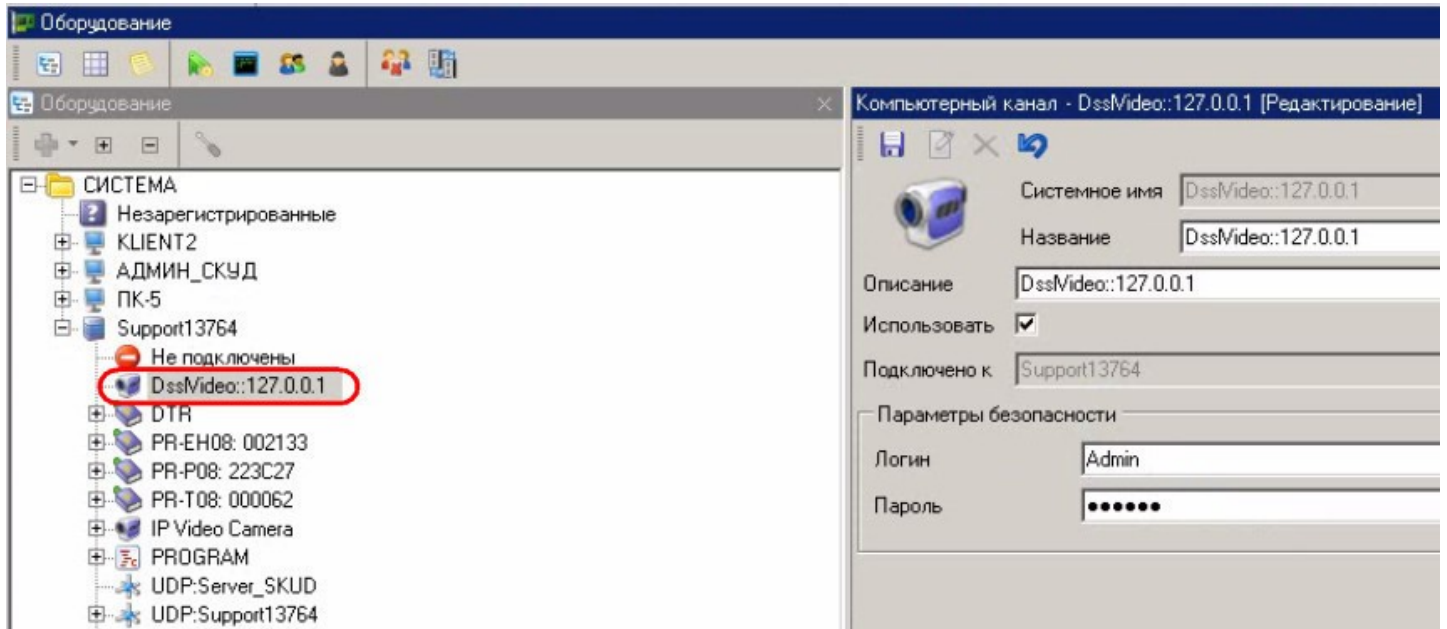 Оборудование
Оборудование
СИСТЕМА
Незарегистрированные
KLIENT2
АДМИН_СКУД
ПК-5
Support13764
Не подключены
DssVideo::127.0.0.1
DTR
PR-EH08: 002133
PR-P08: 223C27
PR-T08: 000062
IP Video Camera
PROGRAM
UDP:Server_SKUD
UDP:Support13764
Компьютерный канал - DssVideo::127.0.0.1 [Редактирование]
Системное имя DssVideo::127.0.0.1
Название DssVideo::127.0.0.1
Описание DssVideo::127.0.0.1
Использовать
Подключено к Support13764
Параметры безопасности
Логин Admin
Пароль ••••••